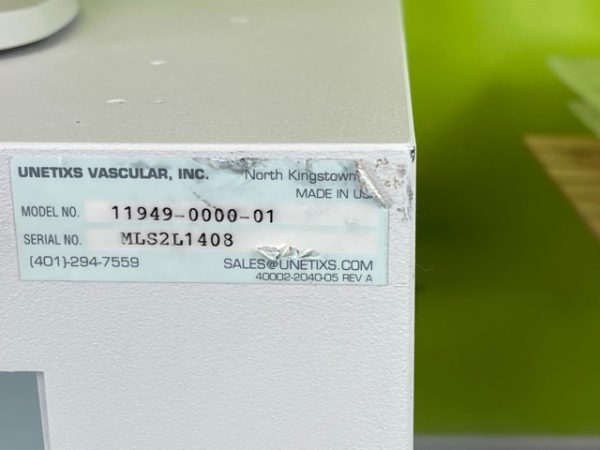 UNETIXS VASCULAR, INC. North Kingstown
MADE IN US
MODEL NO. 11949-0000-01
SERIAL NO. MLS2L1408
(401)-294-7559 SALES@UNETIXS.COM
40002-2040-05 REV A